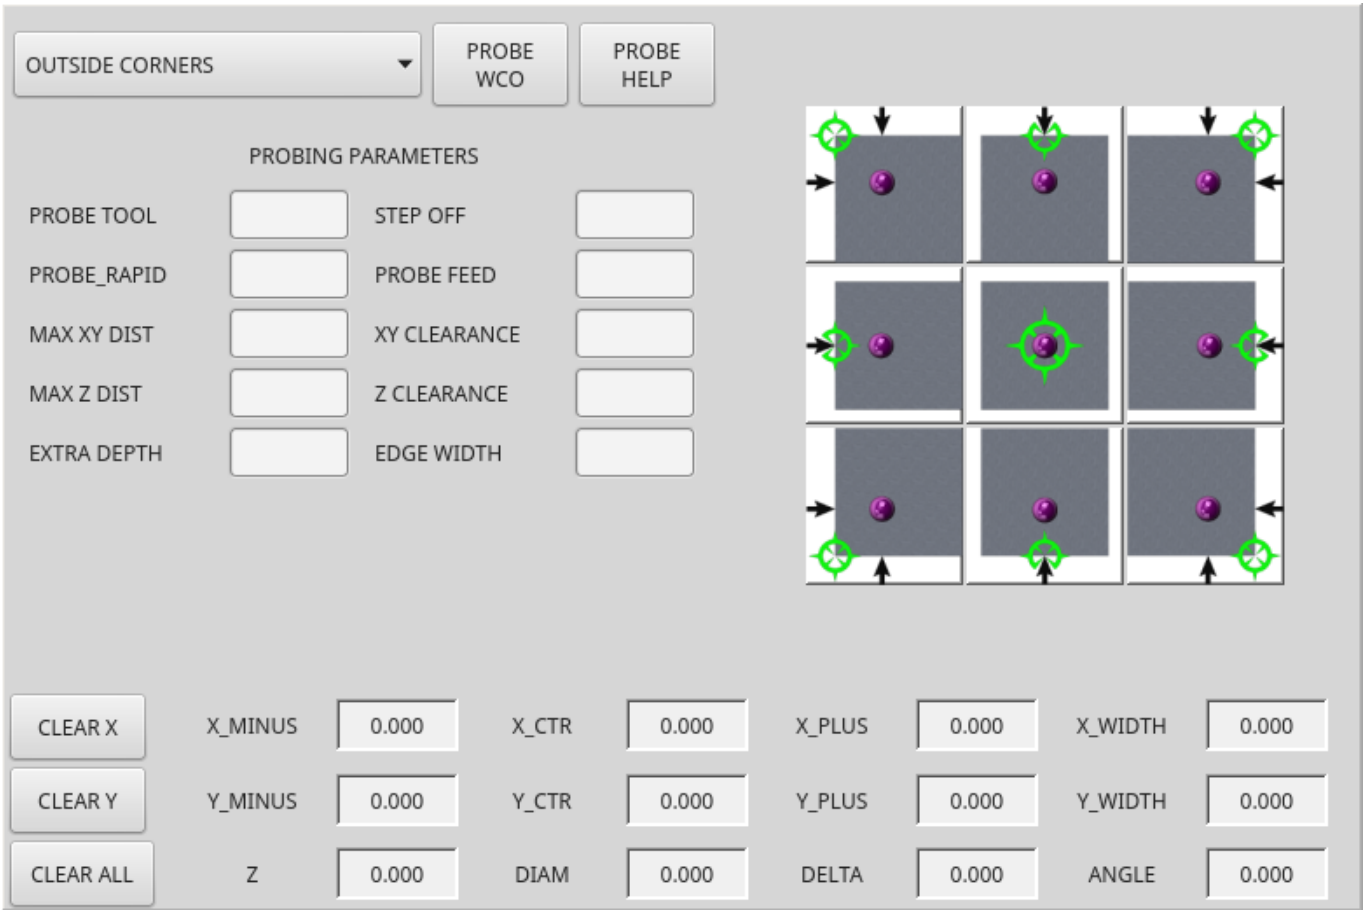 OUTSIDE CORNERS
PROBE
WCO
PROBE
HELP
PROBING PARAMETERS
PROBE TOOL
STEP OFF
PROBE_RAPID
PROBE FEED
MAX XY DIST
XY CLEARANCE
MAX Z DIST
Z CLEARANCE
EXTRA DEPTH
EDGE WIDTH
CLEAR X
X_MINUS
0.000
X_CTR
0.000
X_PLUS
0.000
X_WIDTH
0.000
CLEAR Y
Y_MINUS
0.000
Y_CTR
0.000
Y_PLUS
0.000
Y_WIDTH
0.000
CLEAR ALL
Z
0.000
DIAM
0.000
DELTA
0.000
ANGLE
0.000